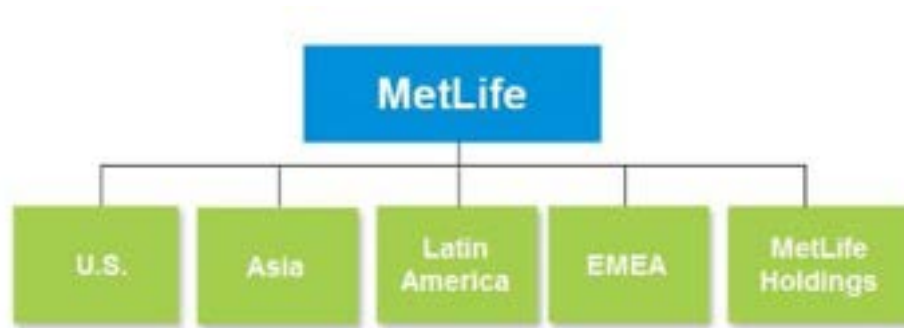 MetLife
U.S.
Asia
Latin
America
EMEA
MetLife
Holdings